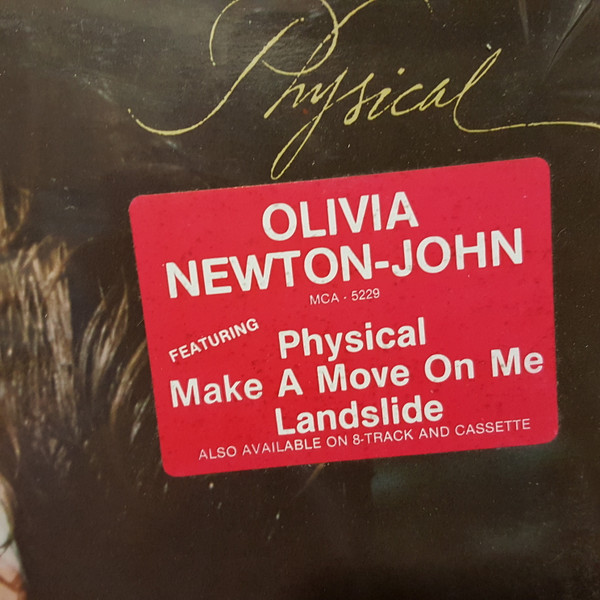 Physical
OLIVIA
NEWTON-JOHN
MCA - 5229
FEATURING
Physical
Make A Move On Me
Landslide
ALSO AVAILABLE ON 8-TRACK AND CASSETTE